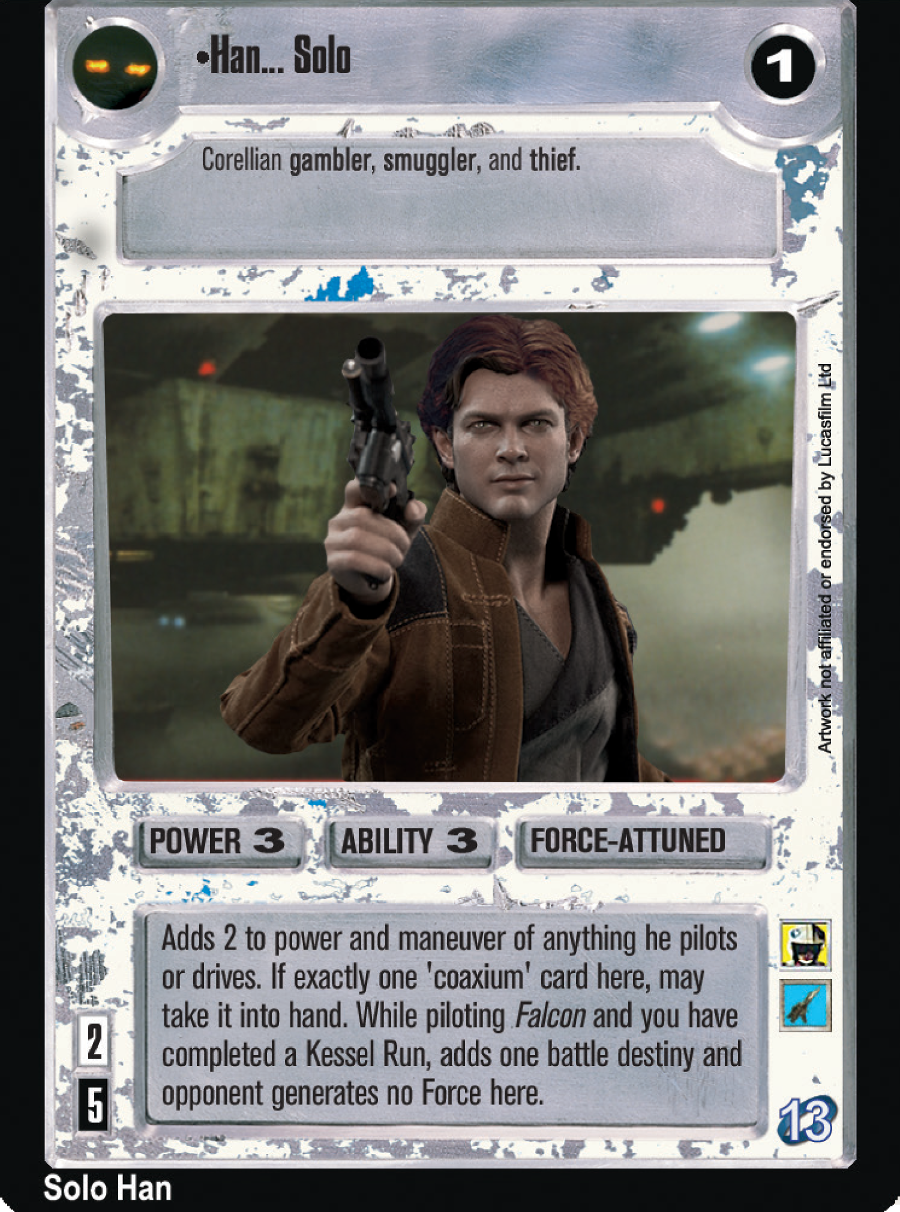 •Han... Solo
1
Corellian gambler, smuggler, and thief.
Artwork not affiliated or endorsed by Lucasfilm Ltd
POWER 3
ABILITY 3
FORCE-ATTUNED
Adds 2 to power and maneuver of anything he pilots
or drives. If exactly one 'coaxium' card here, may
take it into hand. While piloting Falcon and you have
completed a Kessel Run, adds one battle destiny and
opponent generates no Force here.
2
5
13
Solo Han